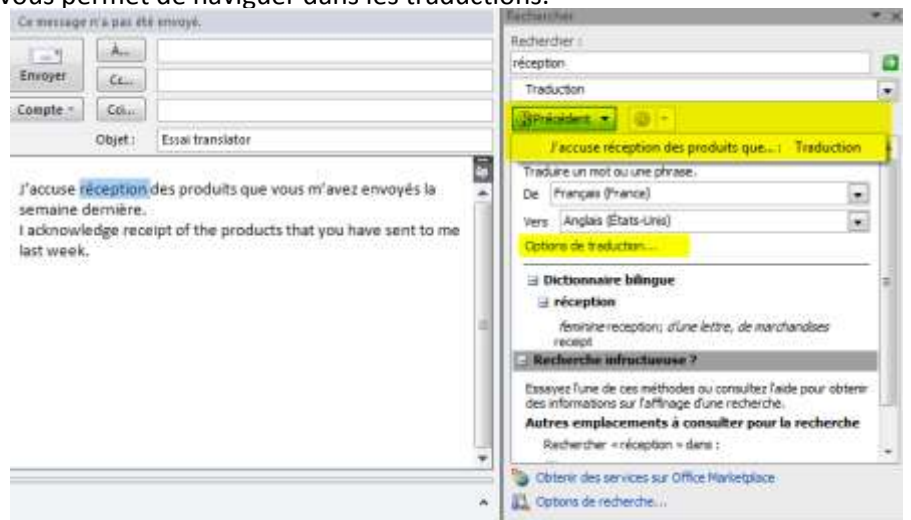 vous permet de naviguer dans les traductions.
Ce message n'a pas été envoyé.
Envoyer
À...
Cc...
Compte
Cci...
Objet :
Essai translator
J'accuse réception des produits que vous m'avez envoyés la
semaine dernière.
I acknowledge receipt of the products that you have sent to me
last week.
Rechercher
Rechercher :
réception
Traduction
Précédent
J'accuse réception des produits que... : Traduction
Traduire un mot ou une phrase.
De Français (France)
Vers Anglais (États-Unis)
Options de traduction...
Dictionnaire bilingue
réception
feminine reception; d'une lettre, de marchandises
receipt
Recherche infructueuse ?
Essayez l'une de ces méthodes ou consultez l'aide pour obtenir
des informations sur l'affinage d'une recherche.
Autres emplacements à consulter pour la recherche
Rechercher « réception » dans :
Obtenir des services sur Office Marketplace
Options de recherche...